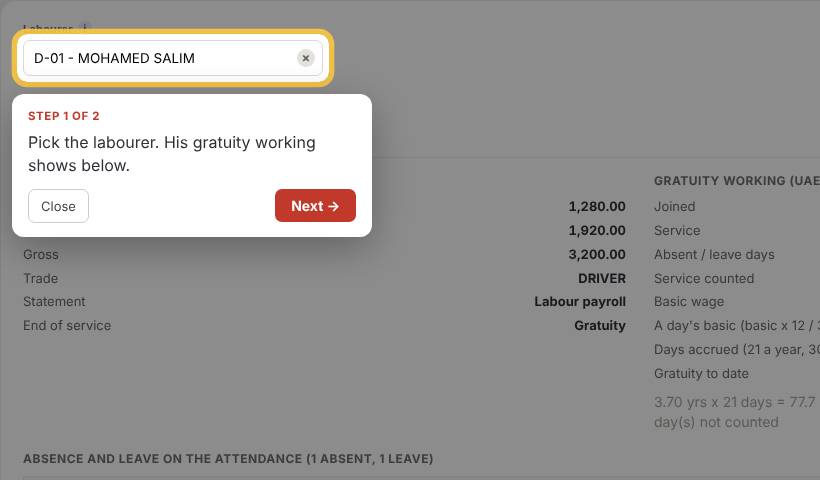 Labourer
D-01 - MOHAMED SALIM
STEP 1 OF 2
Pick the labourer. His gratuity working
shows below.
Close
Next →
1,280.00
1,920.00
Gross 3,200.00
Trade DRIVER
Statement Labour payroll
End of service Gratuity
GRATUITY WORKING (UAE
Joined
Service
Absent / leave days
Service counted
Basic wage
A day's basic (basic x 12 / 3
Days accrued (21 a year, 30
Gratuity to date
3.70 yrs x 21 days = 77.7
day(s) not counted
ABSENCE AND LEAVE ON THE ATTENDANCE (1 ABSENT, 1 LEAVE)